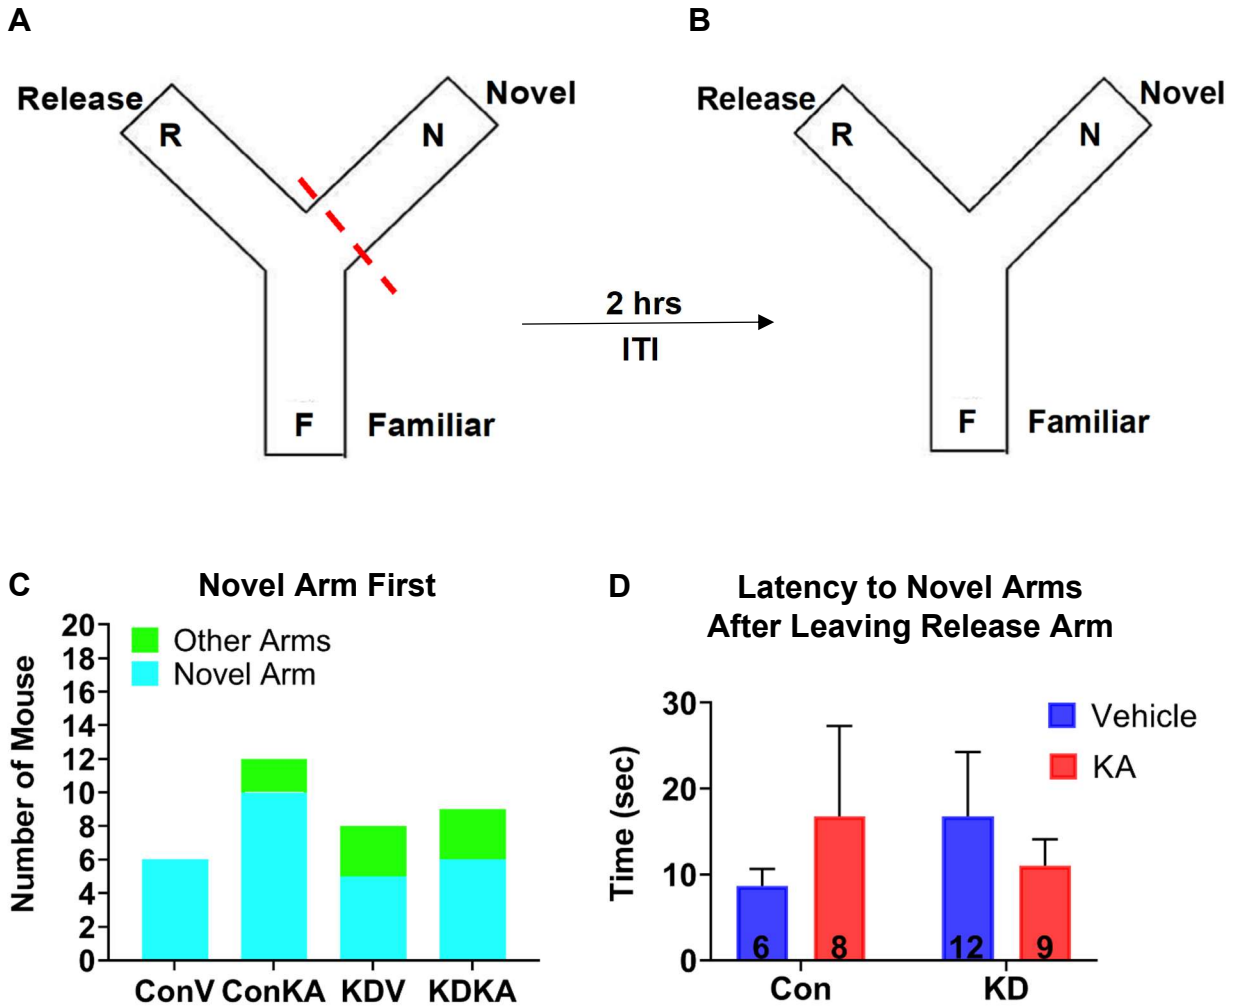 A
B
Release
Novel
R
N
Release
Novel
R
N
2 hrs
ITI
F
Familiar
F
Familiar
C
Novel Arm First
20
18
16
14
12
10
8
6
4
2
0
Number of Mouse
Other Arms
Novel Arm
ConV
ConKA
KDV
KDKA
D
Latency to Novel Arms
After Leaving Release Arm
30
20
10
0
Time (sec)
Vehicle
KA
6
8
12
9
Con
KD